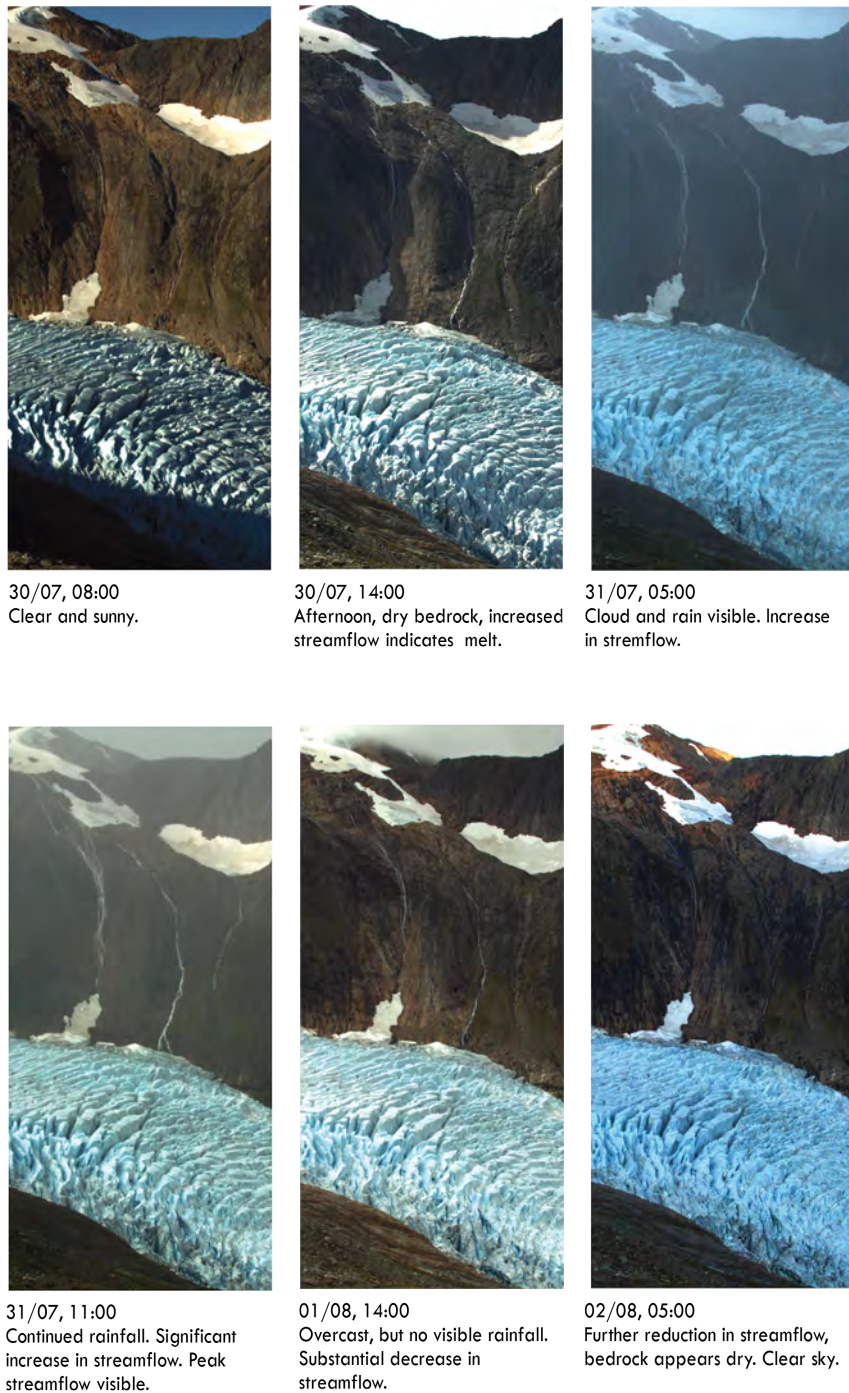 30/07, 08:00
Clear and sunny.
30/07, 14:00
Afternoon, dry bedrock, increased
streamflow indicates melt.
31/07, 05:00
Cloud and rain visible. Increase
in stremflow.
31/07, 11:00
Continued rainfall. Significant
increase in streamflow. Peak
streamflow visible.
01/08, 14:00
Overcast, but no visible rainfall.
Substantial decrease in
streamflow.
02/08, 05:00
Further reduction in streamflow,
bedrock appears dry. Clear sky.